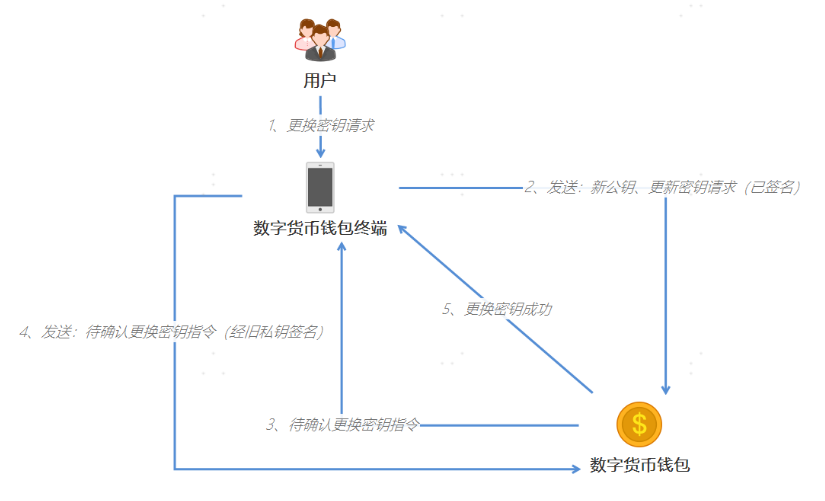 用户
1、更换密钥请求
2、发送：新公钥、更新密钥请求（已签名）
数字货币钱包终端
5、更换密钥成功
4、发送：待确认更换密钥指令（经旧私钥签名）
3、待确认更换密钥指令
$
数字货币钱包